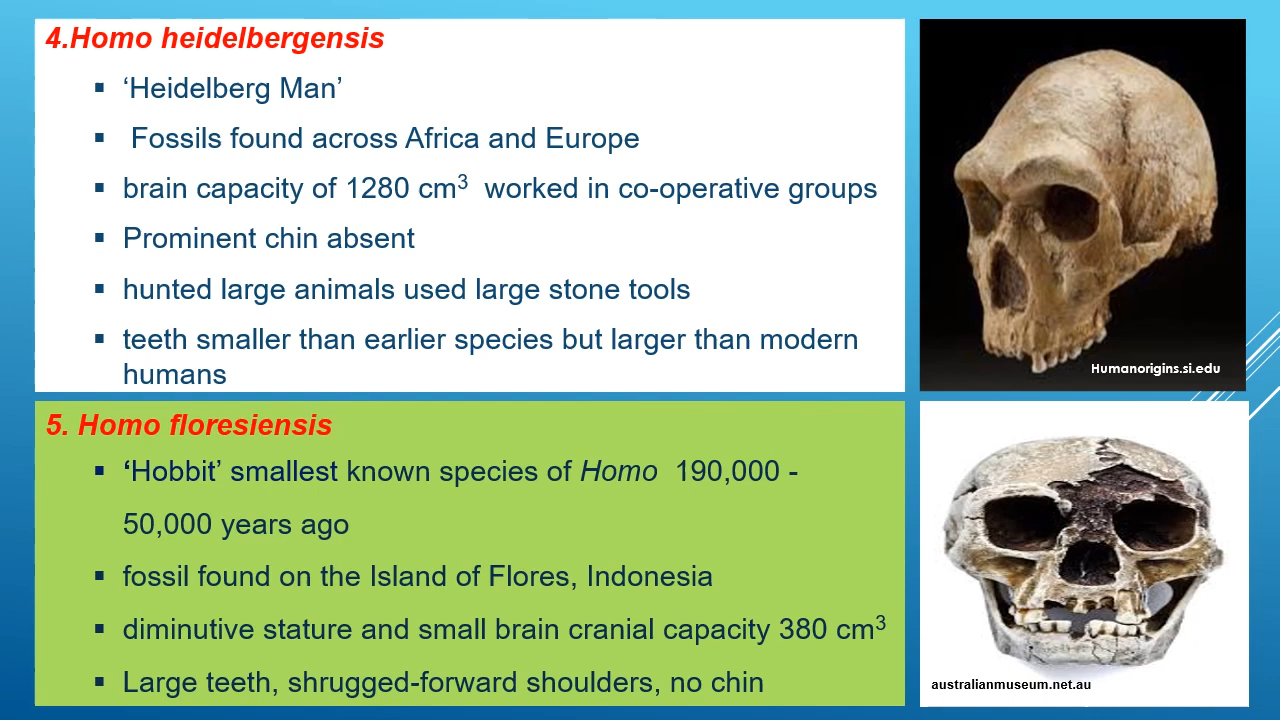 4.Homo heidelbergensis
▪ ‘Heidelberg Man’
▪ Fossils found across Africa and Europe
▪ brain capacity of 1280 cm³ worked in co-operative groups
▪ Prominent chin absent
▪ hunted large animals used large stone tools
▪ teeth smaller than earlier species but larger than modern
humans
Humanorigins.si.edu
5. Homo floresiensis
▪ ‘Hobbit’ smallest known species of Homo 190,000 -
50,000 years ago
▪ fossil found on the Island of Flores, Indonesia
▪ diminutive stature and small brain cranial capacity 380 cm³
▪ Large teeth, shrugged-forward shoulders, no chin
australianmuseum.net.au